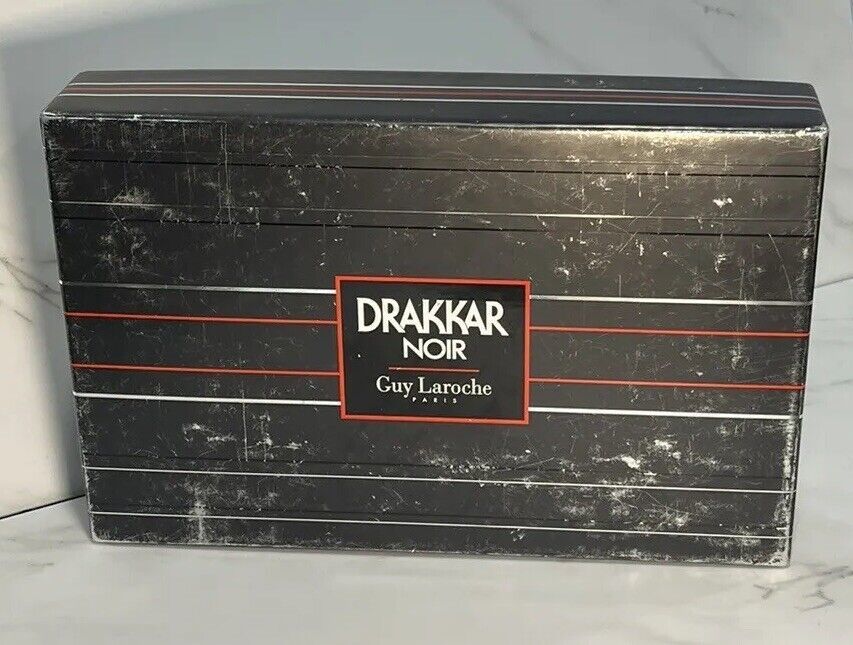 DRAKKAR
NOIR
Guy Laroche
PARIS